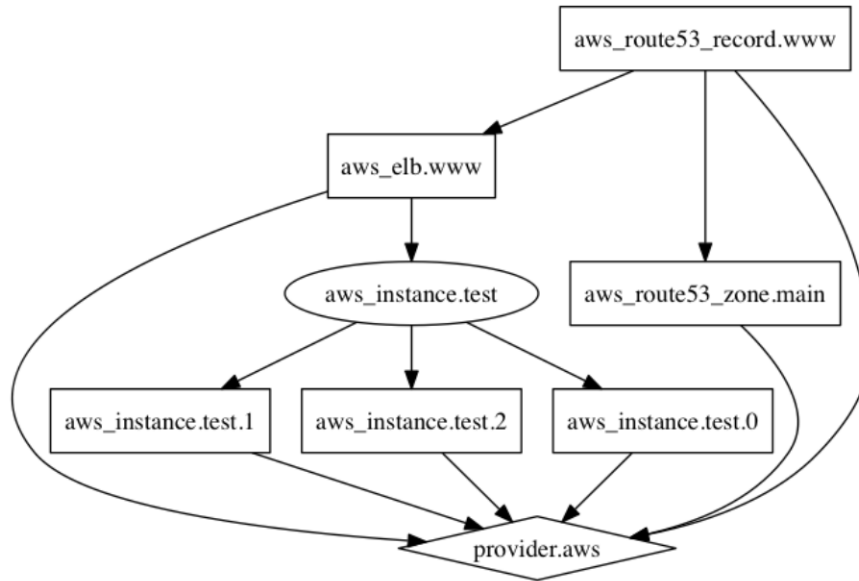 aws_route53_record.www
aws_elb.www
aws_instance.test
aws_route53_zone.main
aws_instance.test.1
aws_instance.test.2
aws_instance.test.0
provider.aws